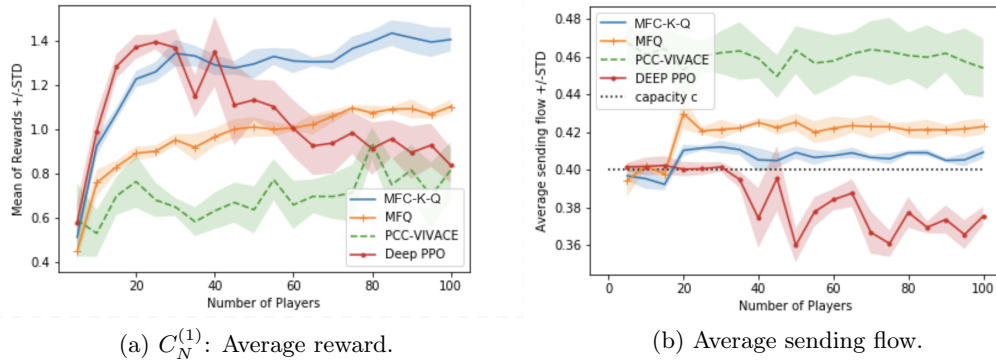 Mean of Rewards +/-STD
1.4
1.2
1.0
0.8
0.6
0.4
MFC-K-Q
MFQ
PCC-VIVACE
Deep PPO
20
40
60
80
100
Number of Players
(a) C_N^{(1)}: Average reward.
Average sending flow +/-STD
0.48
0.46
0.44
0.42
0.40
0.38
0.36
MFC-K-Q
MFQ
PCC-VIVACE
DEEP PPO
capacity c
0
20
40
60
80
100
Number of Players
(b) Average sending flow.